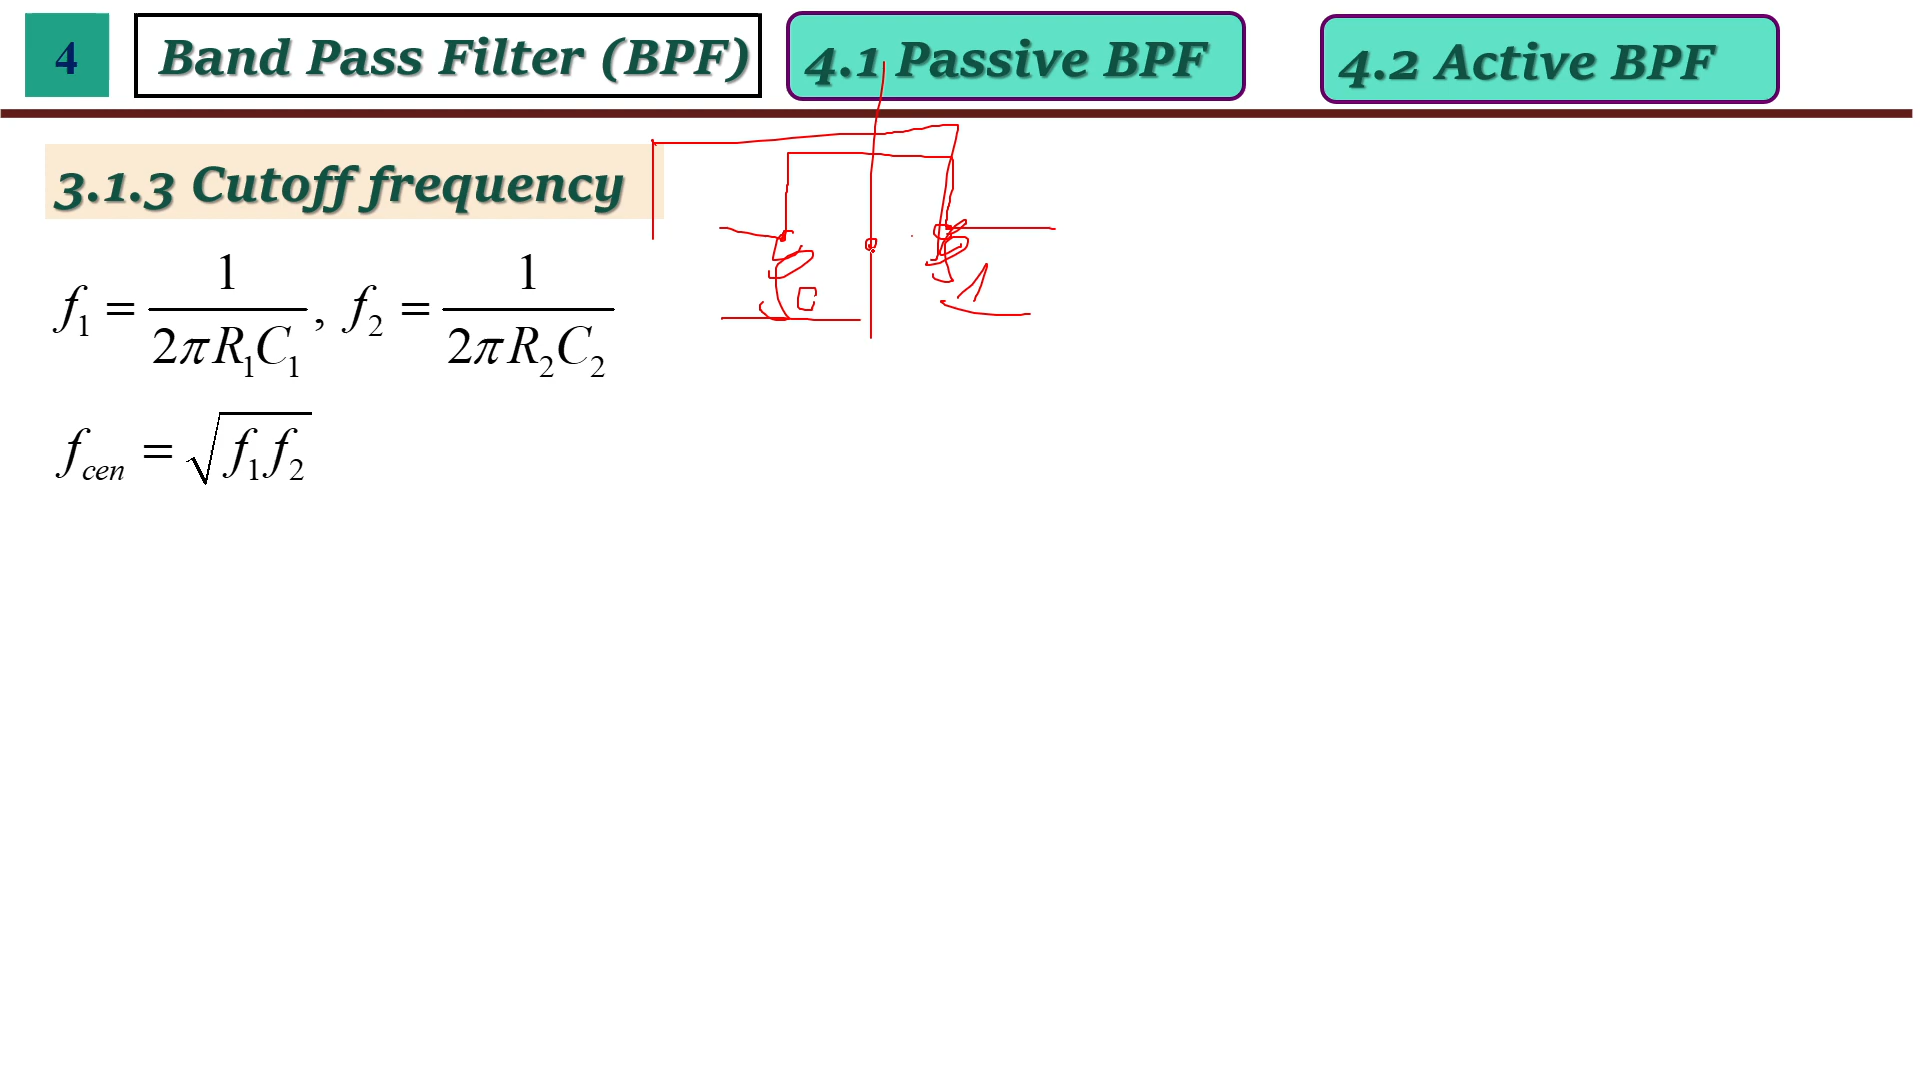 4 Band Pass Filter (BPF) 4.1 Passive BPF 4.2 Active BPF
3.1.3 Cutoff frequency
f₁ = 1/(2πR₁C₁), f₂ = 1/(2πR₂C₂)
f_cen = √(f₁f₂)